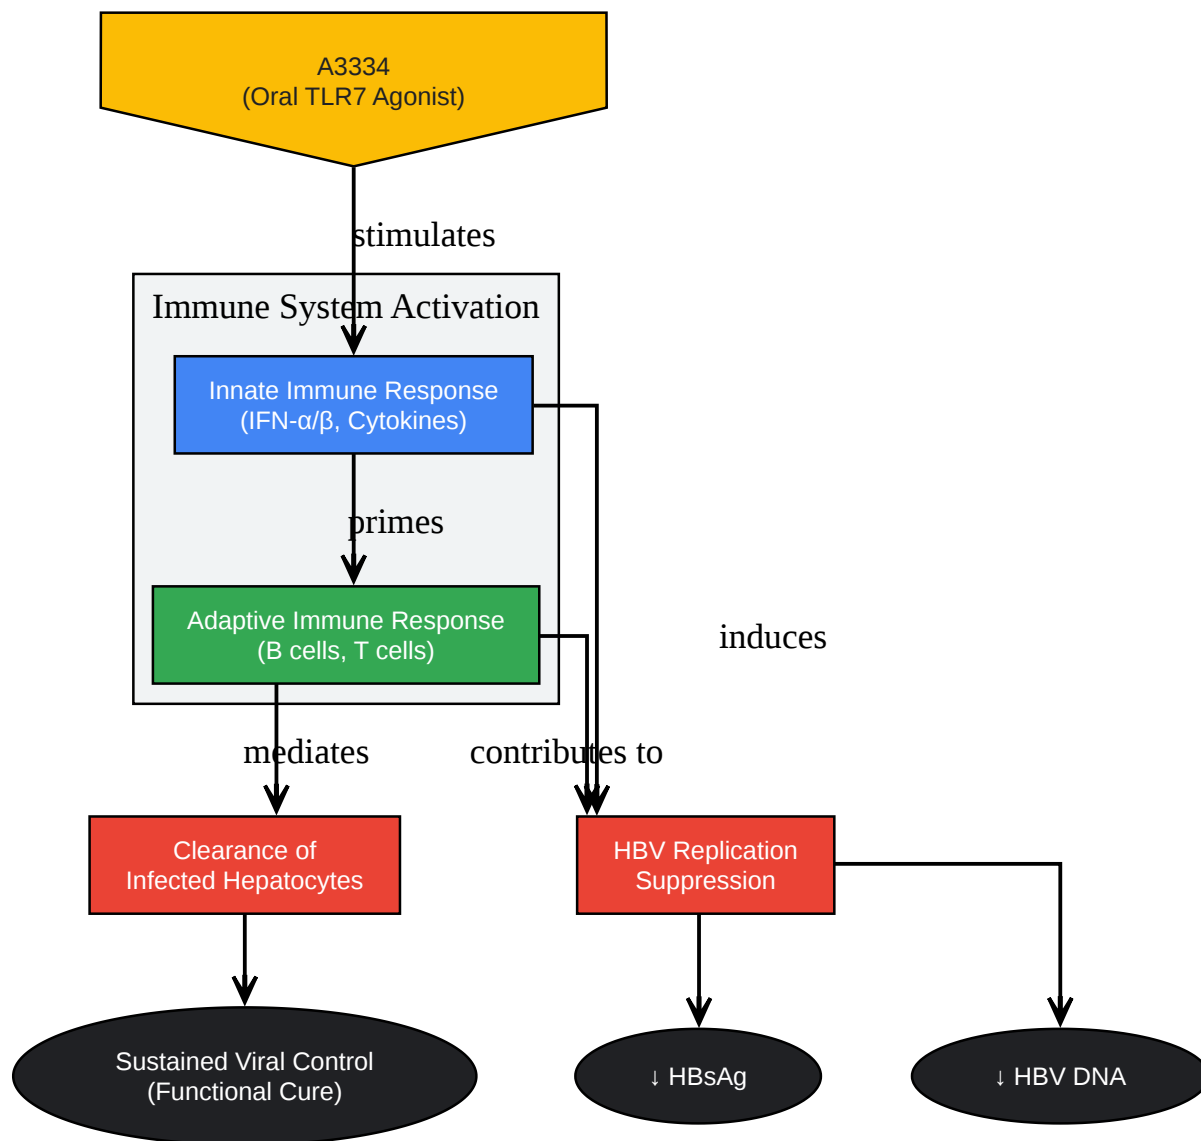 A3334
(Oral TLR7 Agonist)
stimulates
Immune System Activation
Innate Immune Response
(IFN-α/β, Cytokines)
primes
Adaptive Immune Response
(B cells, T cells)
induces
mediates
contributes to
Clearance of
Infected Hepatocytes
HBV Replication
Suppression
Sustained Viral Control
(Functional Cure)
↓ HBsAg
↓ HBV DNA